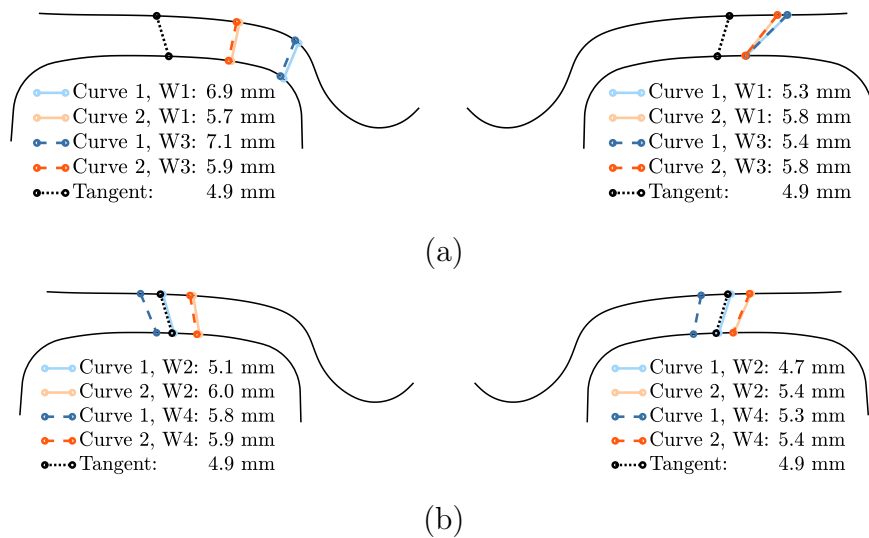 Curve 1, W1: 6.9 mm
Curve 2, W1: 5.7 mm
Curve 1, W3: 7.1 mm
Curve 2, W3: 5.9 mm
Tangent: 4.9 mm
Curve 1, W1: 5.3 mm
Curve 2, W1: 5.8 mm
Curve 1, W3: 5.4 mm
Curve 2, W3: 5.8 mm
Tangent: 4.9 mm
(a)
Curve 1, W2: 5.1 mm
Curve 2, W2: 6.0 mm
Curve 1, W4: 5.8 mm
Curve 2, W4: 5.9 mm
Tangent: 4.9 mm
Curve 1, W2: 4.7 mm
Curve 2, W2: 5.4 mm
Curve 1, W4: 5.3 mm
Curve 2, W4: 5.4 mm
Tangent: 4.9 mm
(b)